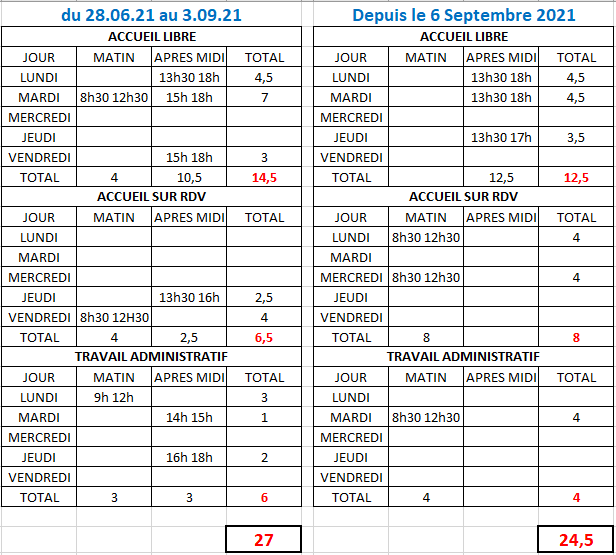 du 28.06.21 au 3.09.21
ACCUEIL LIBRE
JOUR MATIN APRES MIDI TOTAL
LUNDI 13h30 18h 4,5
MARDI 8h30 12h30 15h 18h 7
MERCREDI
JEUDI
VENDREDI 15h 18h 3
TOTAL 4 10,5 14,5
ACCUEIL SUR RDV
JOUR MATIN APRES MIDI TOTAL
LUNDI
MARDI
MERCREDI
JEUDI 13h30 16h 2,5
VENDREDI 8h30 12H30 4
TOTAL 4 2,5 6,5
TRAVAIL ADMINISTRATIF
JOUR MATIN APRES MIDI TOTAL
LUNDI 9h 12h 3
MARDI 14h 15h 1
MERCREDI
JEUDI 16h 18h 2
VENDREDI
TOTAL 3 3 6
27
Depuis le 6 Septembre 2021
ACCUEIL LIBRE
JOUR MATIN APRES MIDI TOTAL
LUNDI 13h30 18h 4,5
MARDI 13h30 18h 4,5
MERCREDI
JEUDI 13h30 17h 3,5
VENDREDI
TOTAL 12,5 12,5
ACCUEIL SUR RDV
JOUR MATIN APRES MIDI TOTAL
LUNDI 8h30 12h30 4
MARDI
MERCREDI 8h30 12h30 4
JEUDI
VENDREDI
TOTAL 8 8
TRAVAIL ADMINISTRATIF
JOUR MATIN APRES MIDI TOTAL
LUNDI
MARDI 8h30 12h30 4
MERCREDI
JEUDI
VENDREDI
TOTAL 4 4
24,5